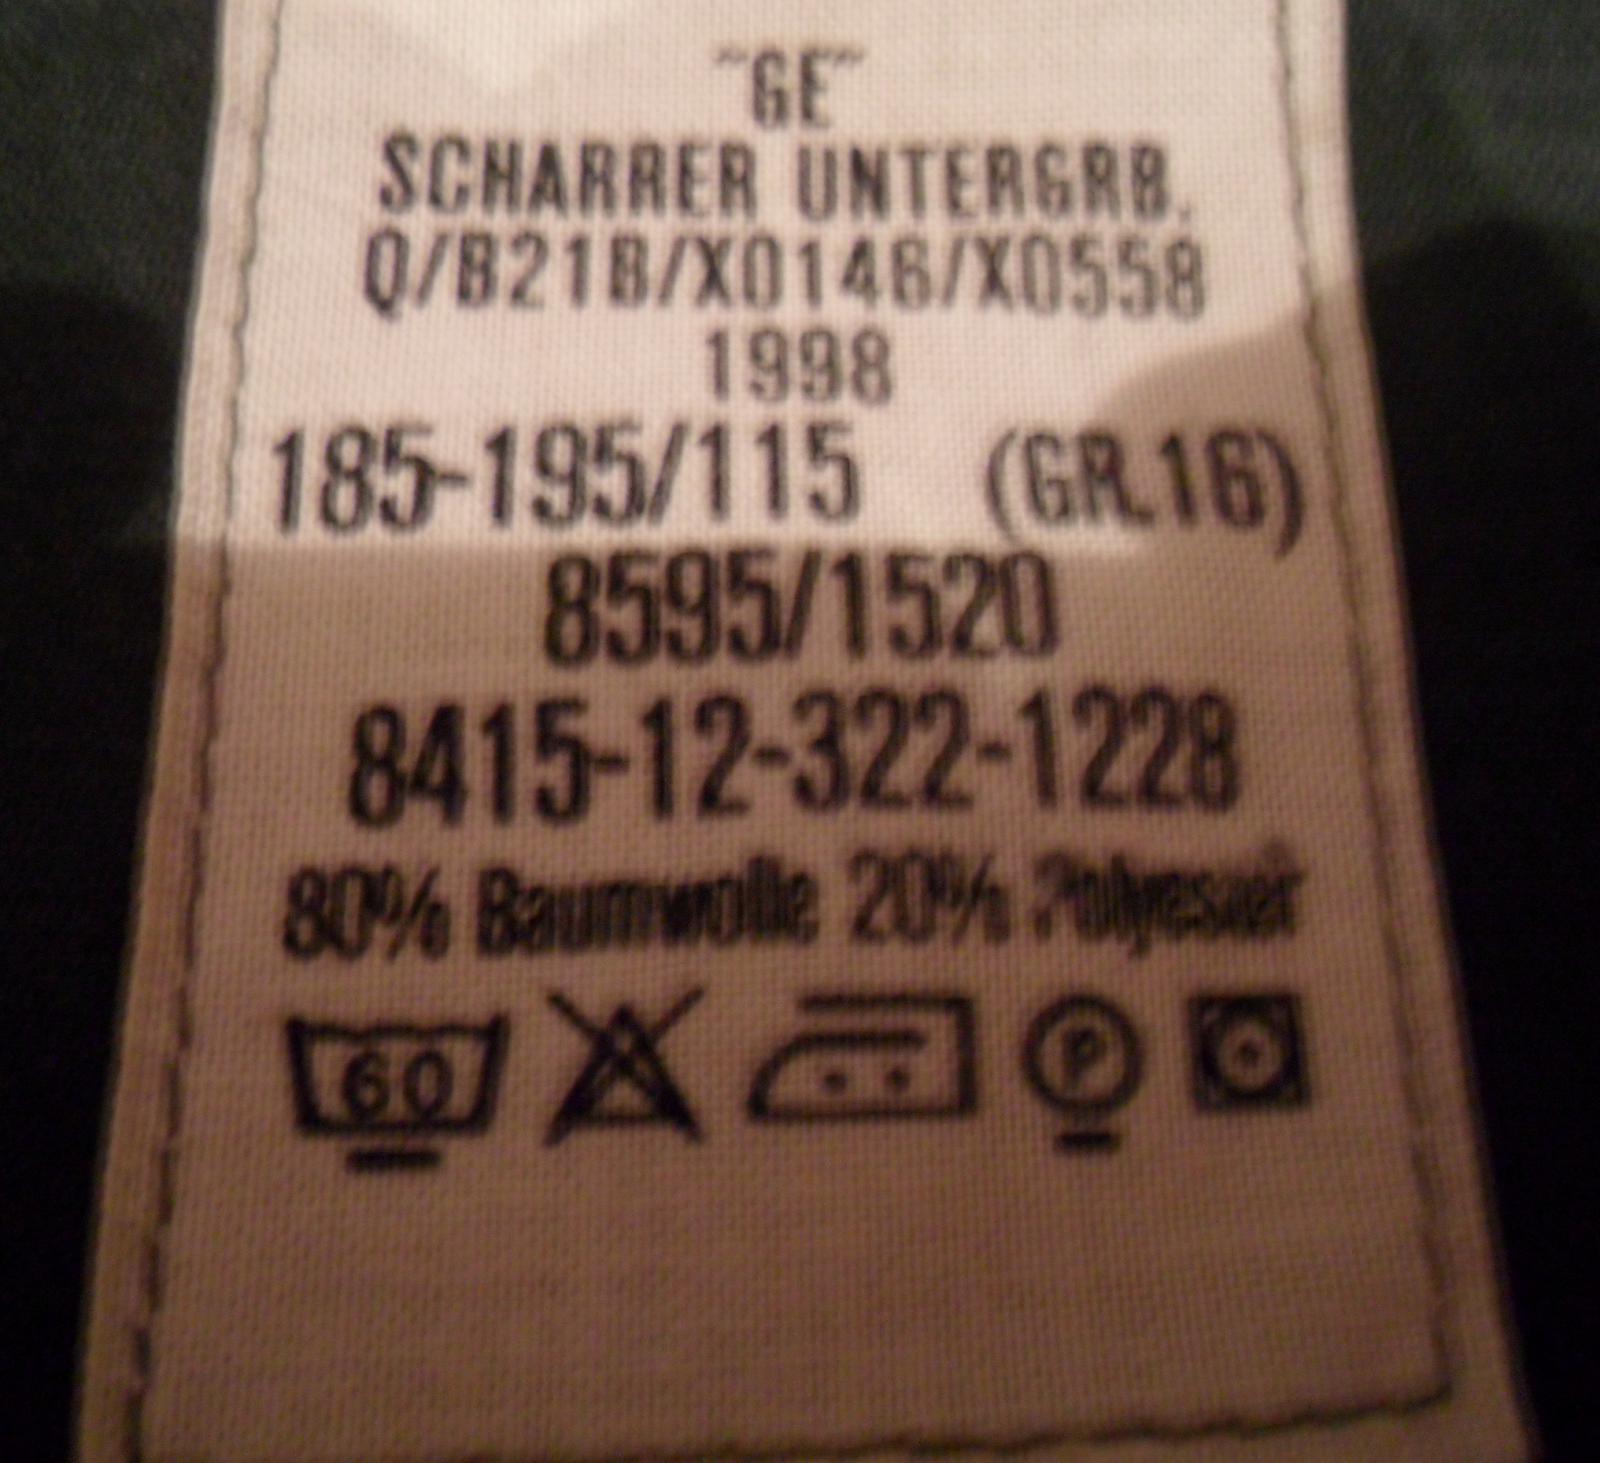 "GE"
SCHARRER UNTERGRB.
Q/B21B/X0146/X0558
1998
185-195/115 (GR.16)
8595/1520
8415-12-322-1228
80% Baumwolle 20% Polyester
60 P